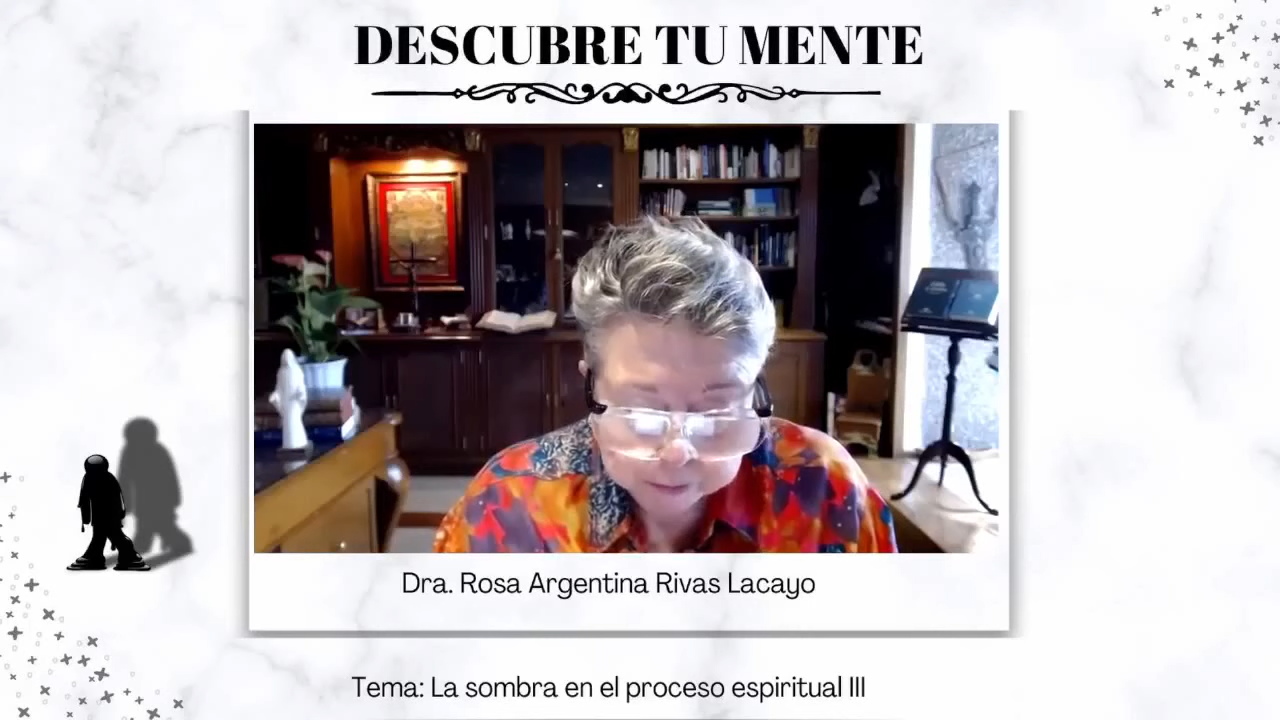 DESCUBRE TU MENTE
Dra. Rosa Argentina Rivas Lacayo
Tema: La sombra en el proceso espiritual III